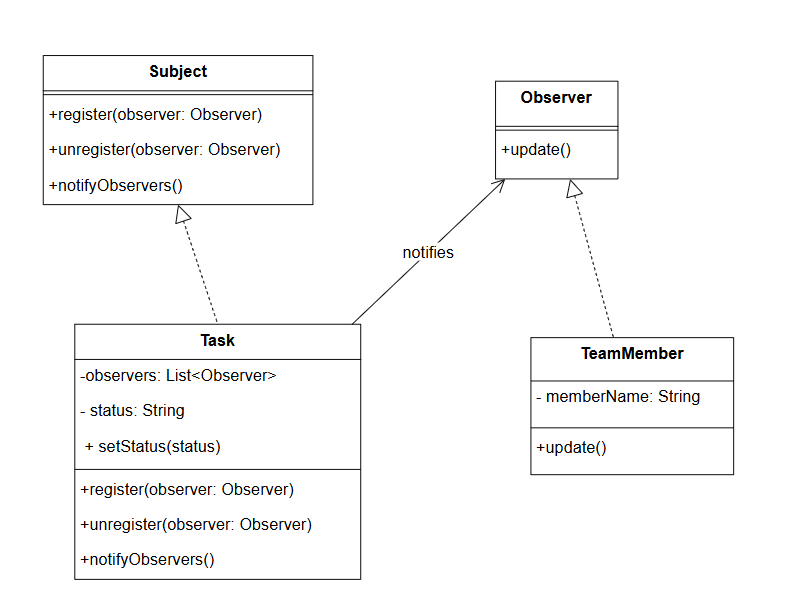 Subject
+register(observer: Observer)
+unregister(observer: Observer)
+notifyObservers()
Observer
+update()
notifies
Task
-observers: List<Observer>
- status: String
+ setStatus(status)
+register(observer: Observer)
+unregister(observer: Observer)
+notifyObservers()
TeamMember
- memberName: String
+update()